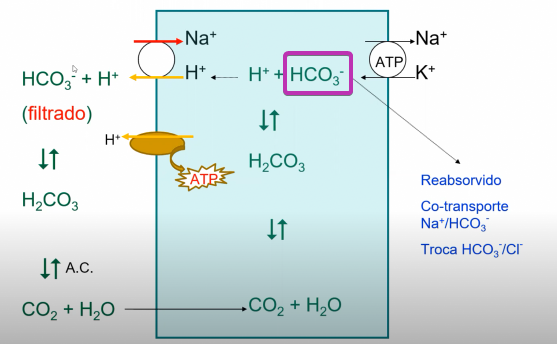 Na⁺
Na⁺
HCO₃⁻ + H⁺
H⁺
H⁺ + HCO₃⁻
ATP
K⁺
(filtrado)
H⁺
ATP
H₂CO₃
H₂CO₃
Reabsorvido
Co-transporte
Na⁺/HCO₃⁻
Troca HCO₃⁻/Cl⁻
A.C.
CO₂ + H₂O
CO₂ + H₂O